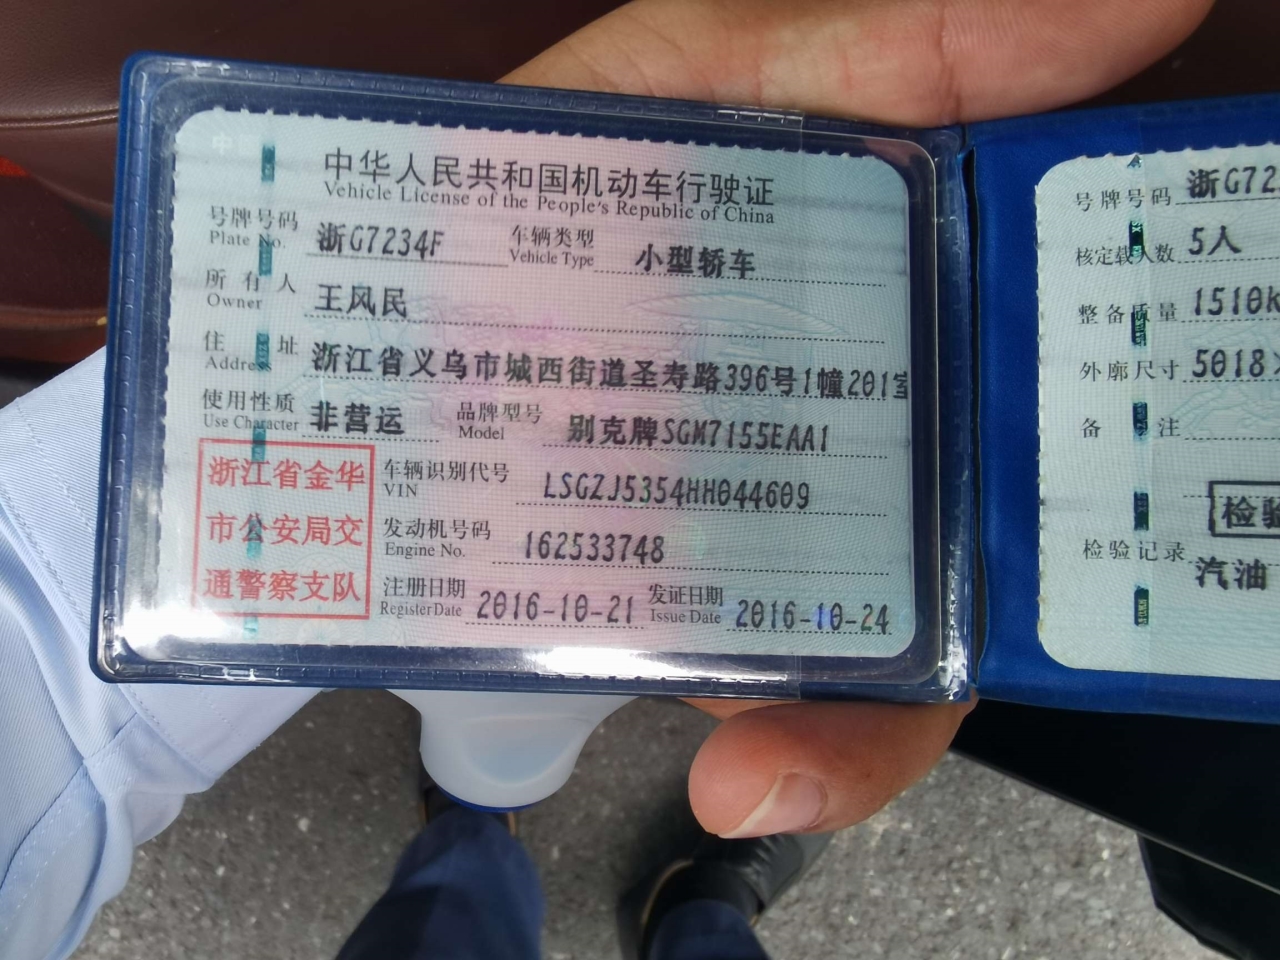 中华人民共和国机动车行驶证
Vehicle License of the People's Republic of China
号牌号码 浙G7234F 车辆类型 小型轿车
Plate No. Vehicle Type
所有人 王风民
Owner
住址 浙江省义乌市城西街道圣寿路396号1幢201室
Address
使用性质 非营运 品牌型号 别克牌SGM7155EAA1
Use Character Model
浙江省金华
市公安局交
通警察支队
车辆识别代号 LSGZJ5354HH044609
VIN
发动机号码 162533748
Engine No.
注册日期 2016-10-21 发证日期 2016-10-24
Register Date Issue Date
号牌号码 浙G72
核定载人数 5人
整备质量 1510k
外廓尺寸 5018
备注
检验
检验记录 汽油